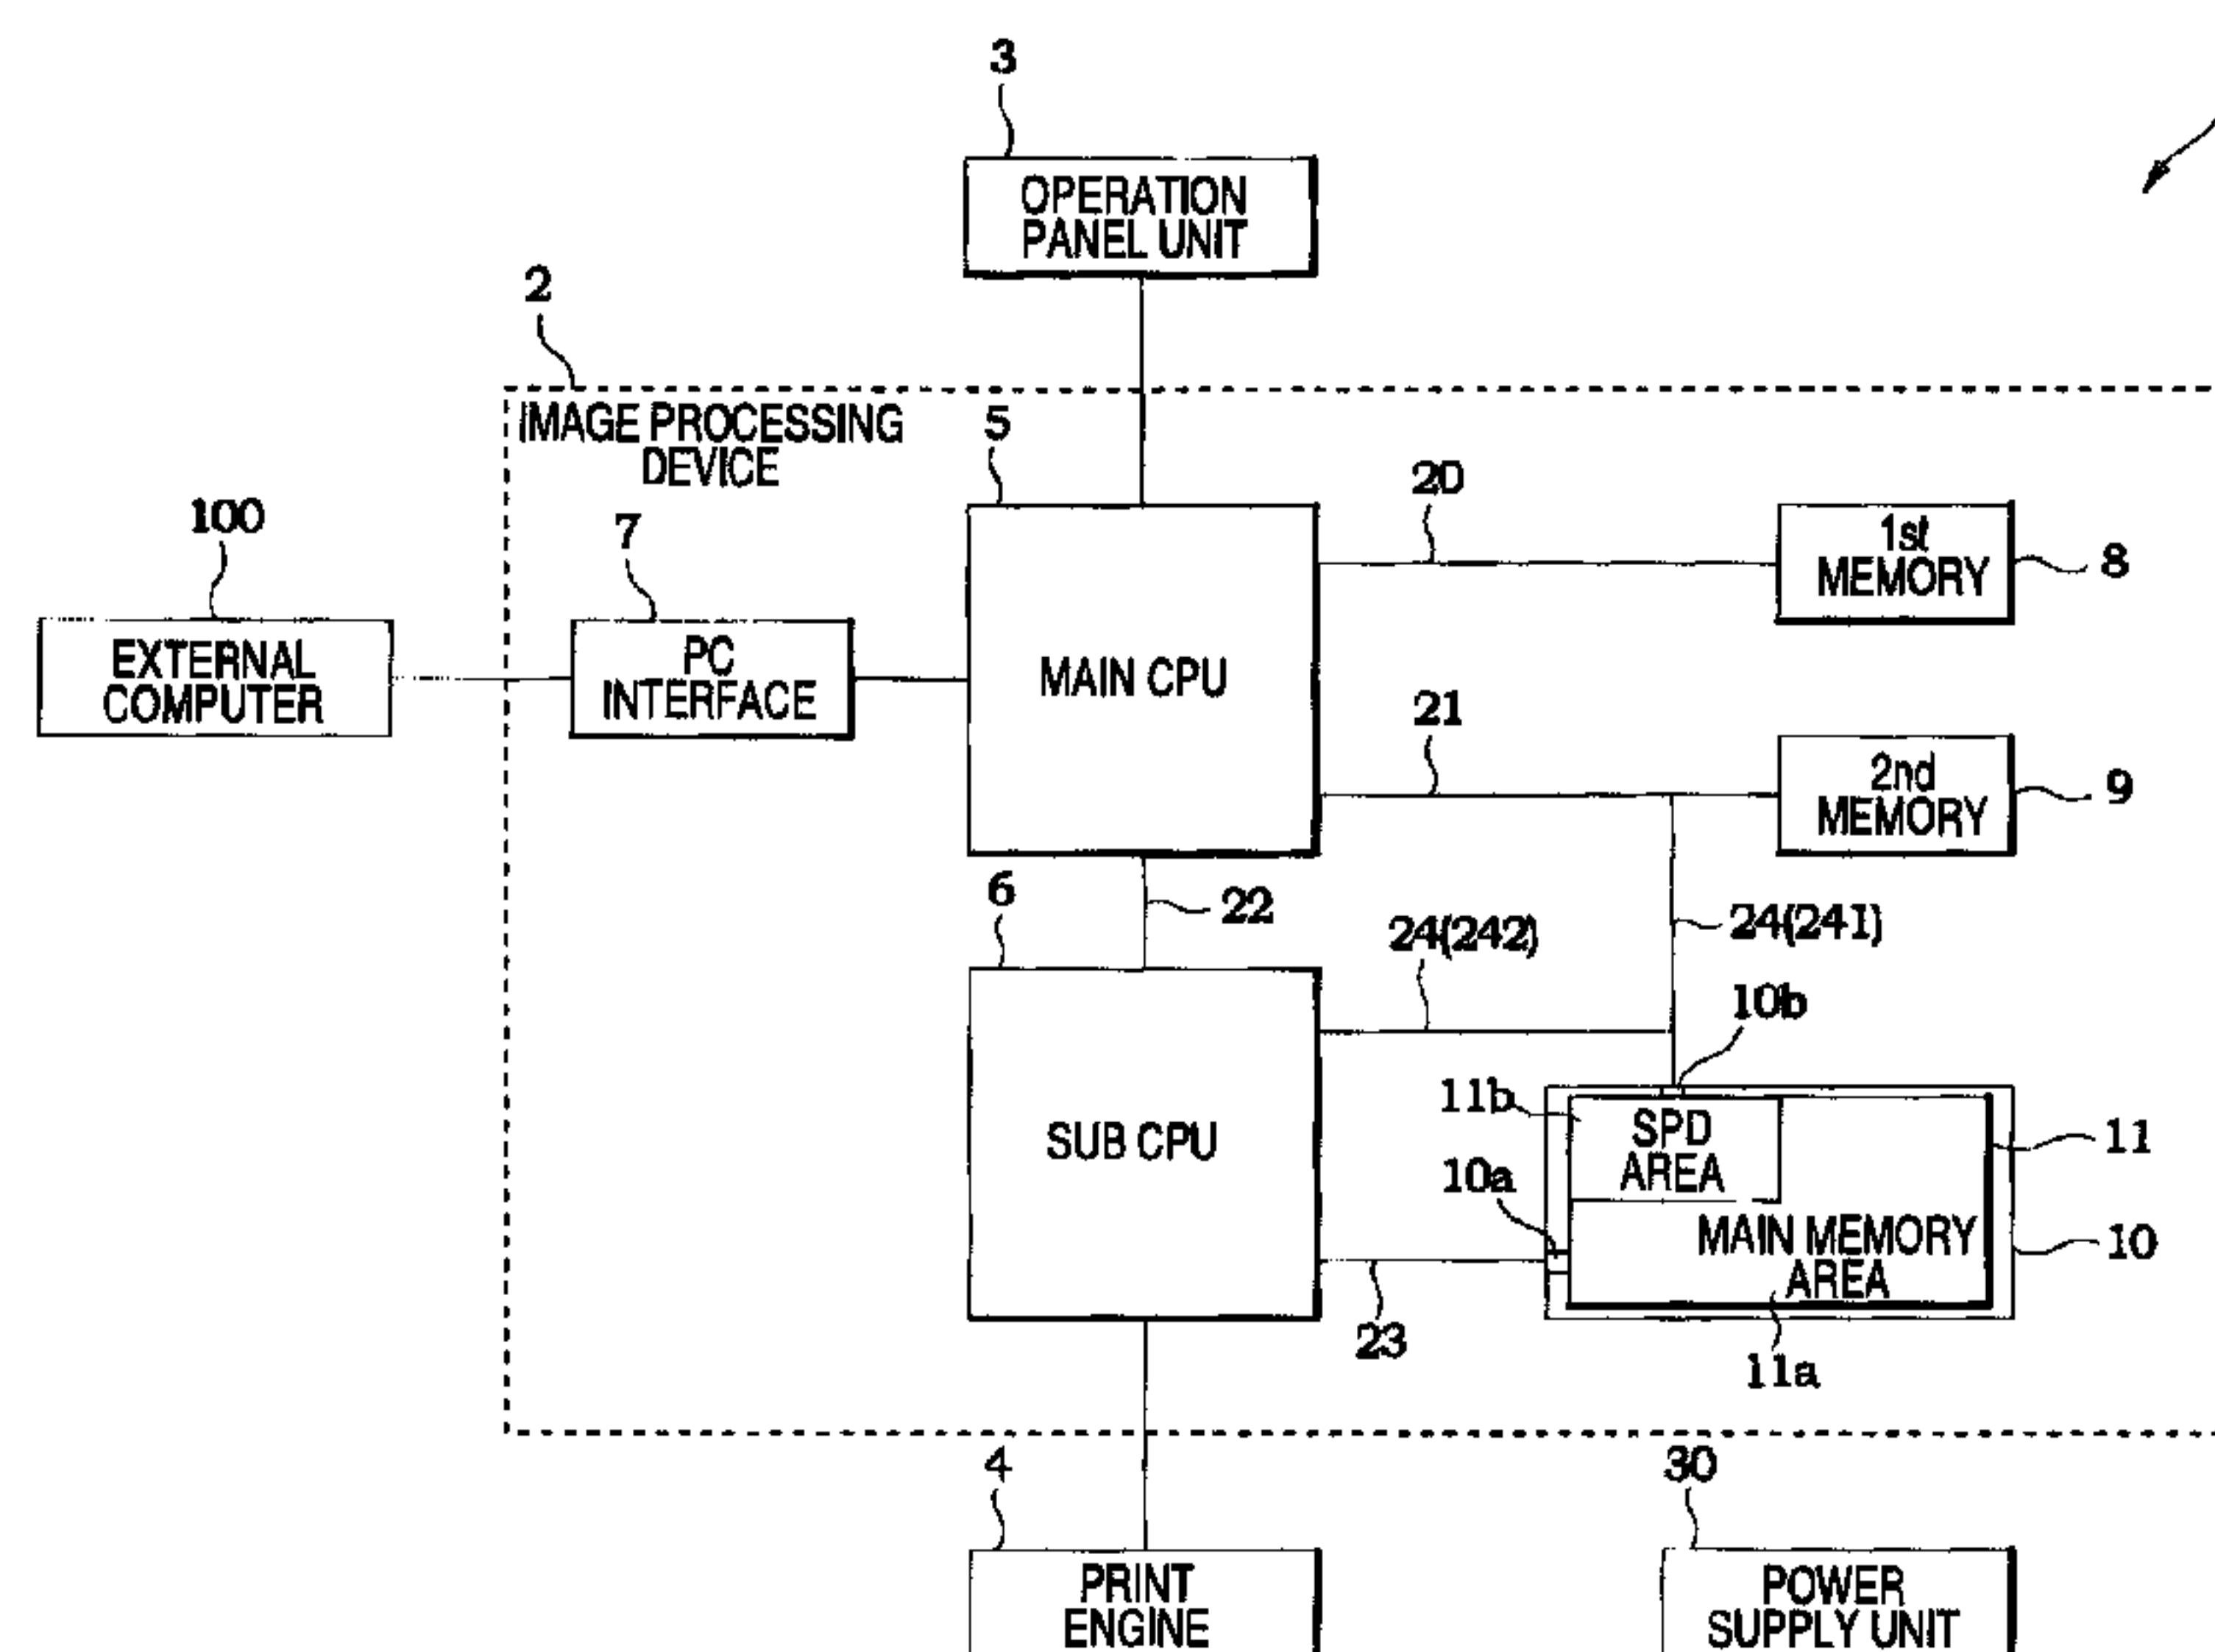 3
OPERATION
PANEL UNIT
2
IMAGE PROCESSING
DEVICE
5
20
100
7
1st
MEMORY
8
EXTERNAL
COMPUTER
PC
INTERFACE
MAIN CPU
21
2nd
MEMORY
9
6
22
24(242)
24(241)
10b
11b
SPD
AREA
11
SUB CPU
10a
MAIN MEMORY
AREA
10
23
11a
4
30
PRINT
ENGINE
POWER
SUPPLY UNIT